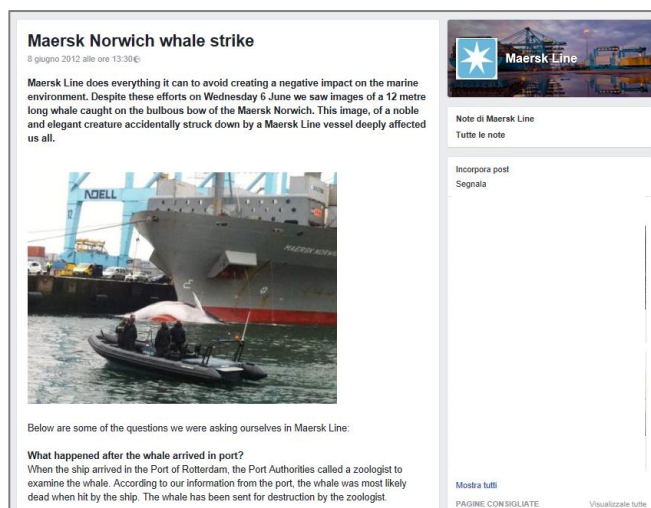 Maersk Norwich whale strike
8 giugno 2012 alle ore 13:30
Maersk Line does everything it can to avoid creating a negative impact on the marine
environment. Despite these efforts on Wednesday 6 June we saw images of a 12 metre
long whale caught on the bulbous bow of the Maersk Norwich. This image, of a noble
and elegant creature accidentally struck down by a Maersk Line vessel deeply affected
us all.
NOELL
12
MAERSK NORWICH
Below are some of the questions we were asking ourselves in Maersk Line:
What happened after the whale arrived in port?
When the ship arrived in the Port of Rotterdam, the Port Authorities called a zoologist to
examine the whale. According to our information from the port, the whale was most likely
dead when hit by the ship. The whale has been sent for destruction by the zoologist.
Maersk Line
Note di Maersk Line
Tutte le note
Incorpora post
Segnala
Mostra tutti
PAGINE CONSIGLIATE Visualizzale tutte